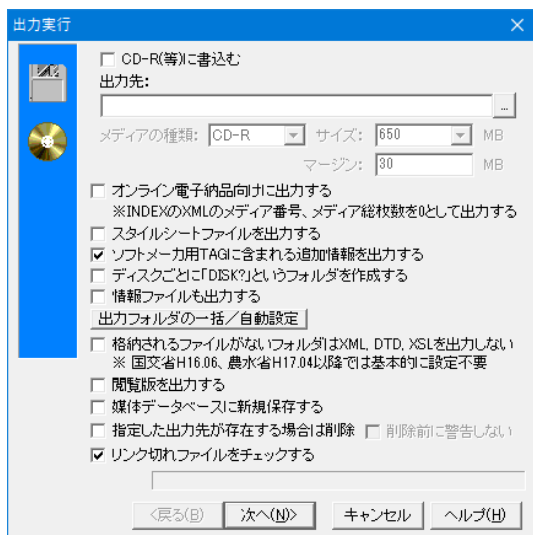 出力実行
CD-R(等)に書込む
出力先:
...
メディアの種類: CD-R サイズ: 650 MB
マージン: 30 MB
オンライン電子納品向けに出力する
※INDEXのXMLのメディア番号、メディア総枚数を0として出力する
スタイルシートファイルを出力する
ソフトメーカ用TAGに含まれる追加情報を出力する
ディスクごとに「DISK?」というフォルダを作成する
情報ファイルも出力する
出力フォルダの一括/自動設定
格納されるファイルがないフォルダはXML, DTD, XSLを出力しない
※ 国交省H16.06、農水省H17.04以降では基本的に設定不要
閲覧版を出力する
媒体データベースに新規保存する
指定した出力先が存在する場合は削除 削除前に警告しない
リンク切れファイルをチェックする
<戻る(B) 次へ(N)> キャンセル ヘルプ(H)